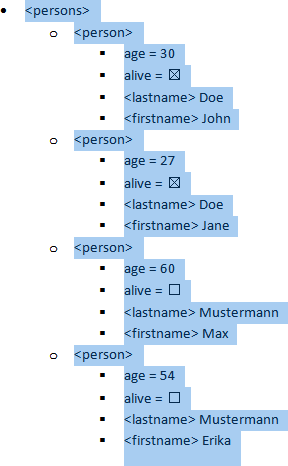 • <persons>
o <person>
▪ age = 30
▪ alive = ☒
▪ <lastname> Doe
▪ <firstname> John
o <person>
▪ age = 27
▪ alive = ☒
▪ <lastname> Doe
▪ <firstname> Jane
o <person>
▪ age = 60
▪ alive = ☐
▪ <lastname> Mustermann
▪ <firstname> Max
o <person>
▪ age = 54
▪ alive = ☐
▪ <lastname> Mustermann
▪ <firstname> Erika